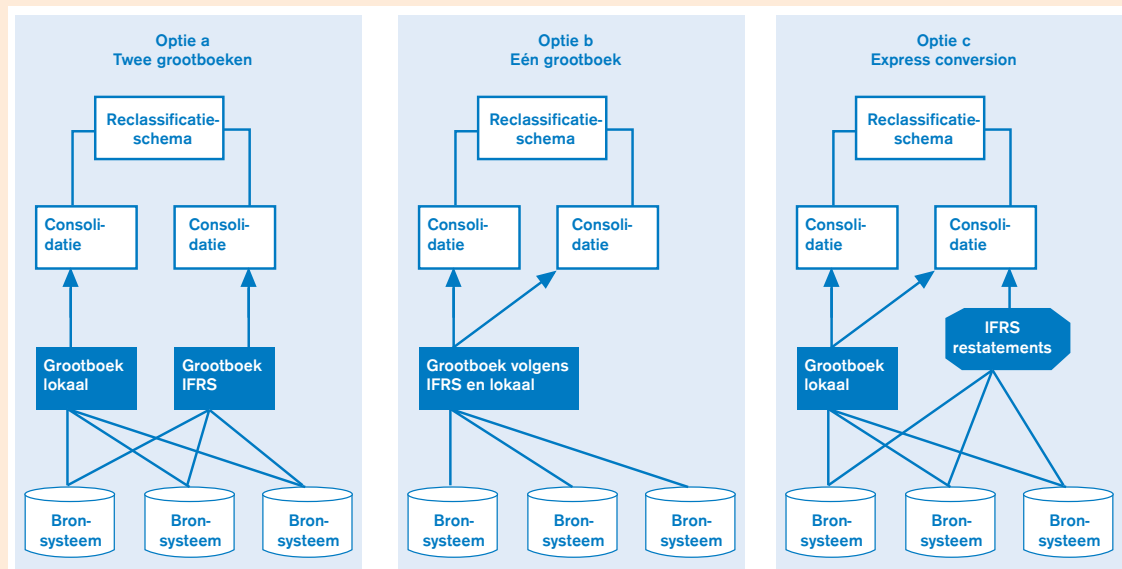 Optie a
Twee grootboeken
Reclassificatie-
schema
Consoli-
datie
Consoli-
datie
Grootboek
lokaal
Grootboek
IFRS
Bron-
systeem
Bron-
systeem
Bron-
systeem
Optie b
Eén grootboek
Reclassificatie-
schema
Consoli-
datie
Consoli-
datie
Grootboek volgens
IFRS en lokaal
Bron-
systeem
Bron-
systeem
Bron-
systeem
Optie c
Express conversion
Reclassificatie-
schema
Consoli-
datie
Consoli-
datie
IFRS
restatements
Grootboek
lokaal
Bron-
systeem
Bron-
systeem
Bron-
systeem